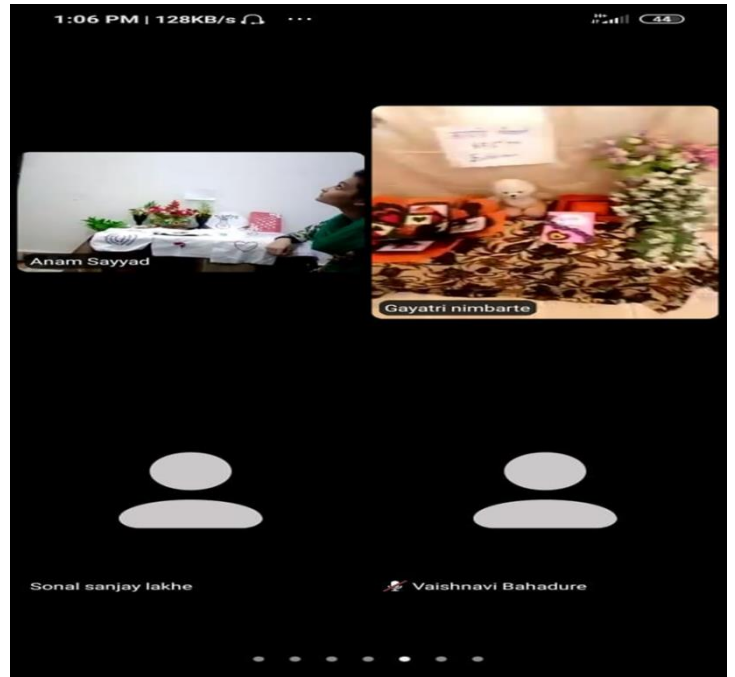 1:06 PM | 128KB/s ...
44
Anam Sayyad
Gayatri nimbarte
Sonal sanjay lakhe
Vaishnavi Bahadure